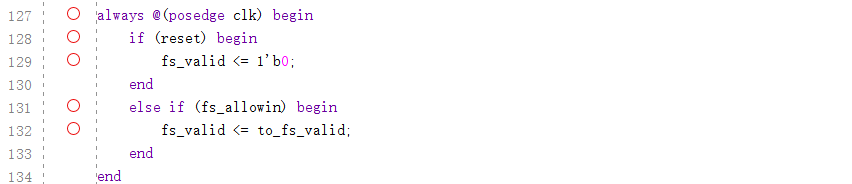 127 always @(posedge clk) begin
128 if (reset) begin
129 fs_valid <= 1'b0;
130 end
131 else if (fs_allowin) begin
132 fs_valid <= to_fs_valid;
133 end
134 end